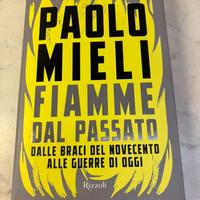 PAOLO
MIELI
FIAMME
DAL PASSATO
DALLE BRACI DEL NOVECENTO
ALLE GUERRE DI OGGI
Rizzoli